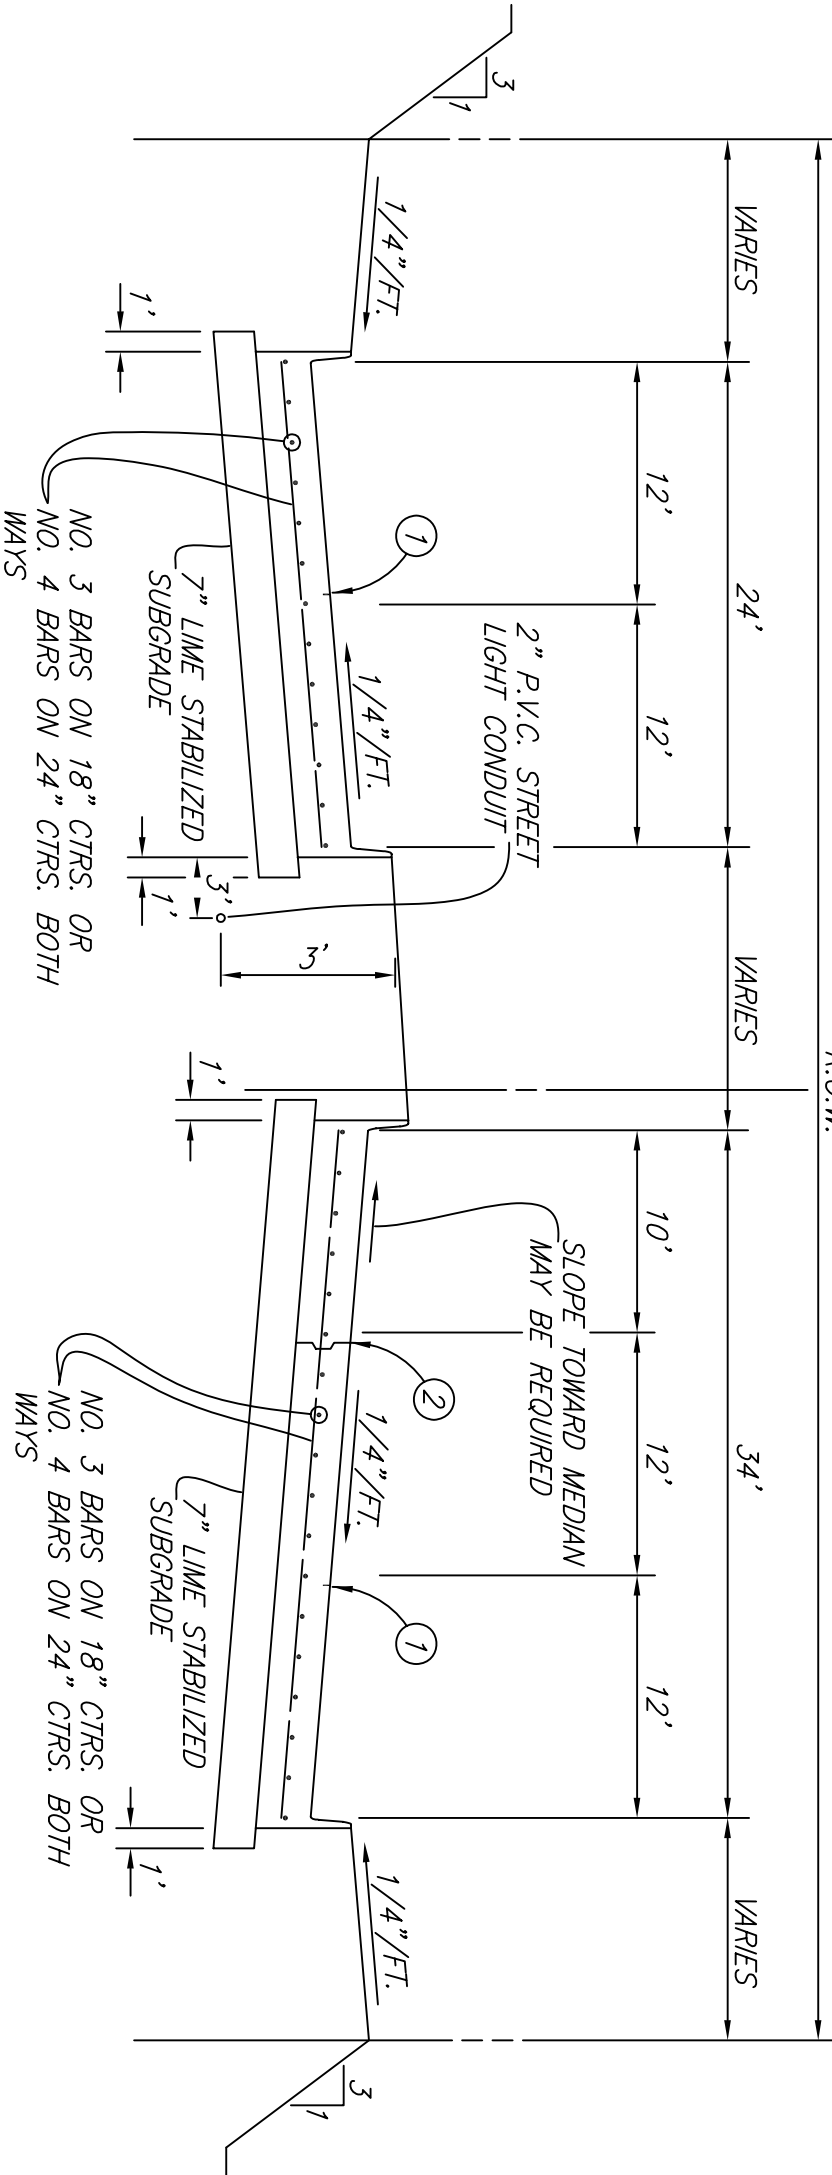 R.O.W.
VARIES
24'
VARIES
34'
VARIES
12'
12'
10'
12'
12'
2" P.V.C. STREET
LIGHT CONDUIT
SLOPE TOWARD MEDIAN
MAY BE REQUIRED
3
1
1/4"/FT.
1
1/4"/FT.
2
1/4"/FT.
1
1/4"/FT.
3
1
1'
3'
1'
3'
1'
1'
7" LIME STABILIZED
SUBGRADE
NO. 3 BARS ON 18" CTRS. OR
NO. 4 BARS ON 24" CTRS. BOTH
WAYS
7" LIME STABILIZED
SUBGRADE
NO. 3 BARS ON 18" CTRS. OR
NO. 4 BARS ON 24" CTRS. BOTH
WAYS